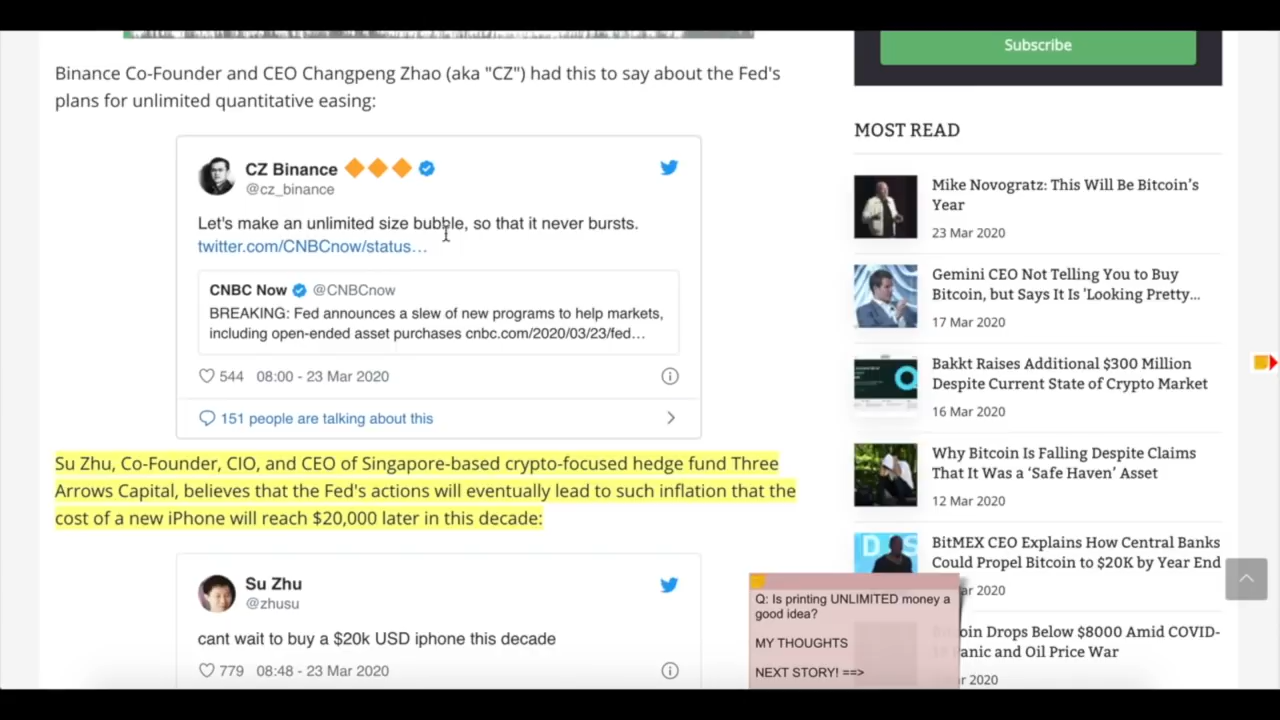 Binance Co-Founder and CEO Changpeng Zhao (aka "CZ") had this to say about the Fed's
plans for unlimited quantitative easing:
CZ Binance
@cz_binance
Let's make an unlimited size bubble, so that it never bursts.
twitter.com/CNBCnow/status…
CNBC Now @CNBCnow
BREAKING: Fed announces a slew of new programs to help markets,
including open-ended asset purchases cnbc.com/2020/03/23/fed…
544 08:00 - 23 Mar 2020
151 people are talking about this
Su Zhu, Co-Founder, CIO, and CEO of Singapore-based crypto-focused hedge fund Three
Arrows Capital, believes that the Fed's actions will eventually lead to such inflation that the
cost of a new iPhone will reach $20,000 later in this decade:
Su Zhu
@zhusu
cant wait to buy a $20k USD iphone this decade
779 08:48 - 23 Mar 2020
Q: Is printing UNLIMITED money a
good idea?
MY THOUGHTS
NEXT STORY! ==>
Subscribe
MOST READ
Mike Novogratz: This Will Be Bitcoin's
Year
23 Mar 2020
Gemini CEO Not Telling You to Buy
Bitcoin, but Says It Is 'Looking Pretty...
17 Mar 2020
Bakkt Raises Additional $300 Million
Despite Current State of Crypto Market
16 Mar 2020
Why Bitcoin Is Falling Despite Claims
That It Was a 'Safe Haven' Asset
12 Mar 2020
BitMEX CEO Explains How Central Banks
Could Propel Bitcoin to $20K by Year End
2020
Drops Below $8000 Amid COVID-
Panic and Oil Price War
2020